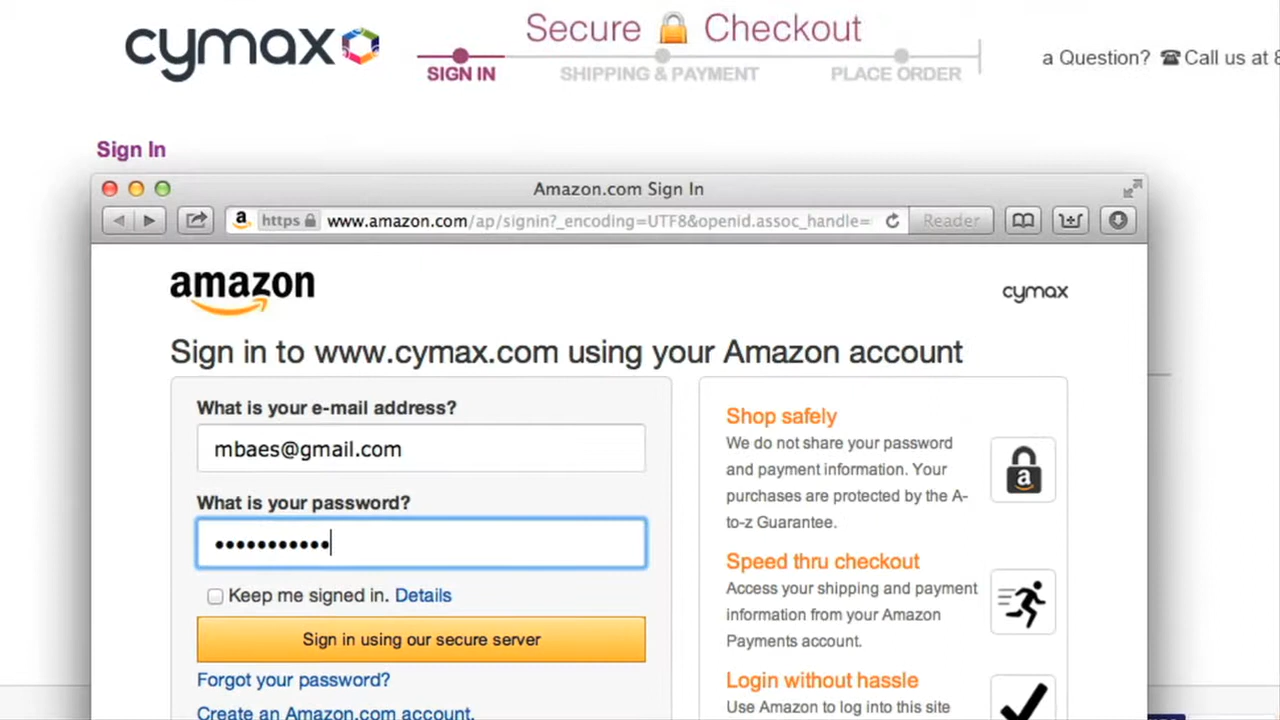 cymax
Secure 🔒 Checkout
SIGN IN
SHIPPING & PAYMENT
PLACE ORDER
a Question? ☎Call us at 8
Sign In
Amazon.com Sign In
https www.amazon.com/ap/signin?_encoding=UTF8&openid.assoc_handle=
Reader
amazon
cymax
Sign in to www.cymax.com using your Amazon account
What is your e-mail address?
mbaes@gmail.com
What is your password?
•••••••••••
Keep me signed in. Details
Sign in using our secure server
Forgot your password?
Create an Amazon.com account.
Shop safely
We do not share your password
and payment information. Your
purchases are protected by the A-
to-z Guarantee.
Speed thru checkout
Access your shipping and payment
information from your Amazon
Payments account.
Login without hassle
Use Amazon to log into this site